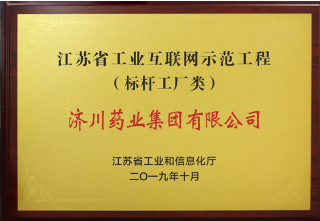 江苏省工业互联网示范工程
（标杆工厂类）
济川药业集团有限公司
江苏省工业和信息化厅
二〇一九年十月